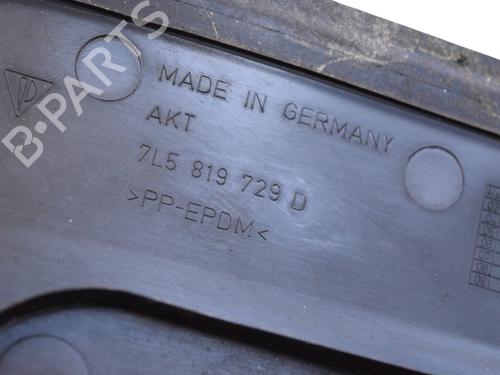 B-PARTS
MADE IN GERMANY
AKT
7L5 819 729 D
>PP-EPDM<